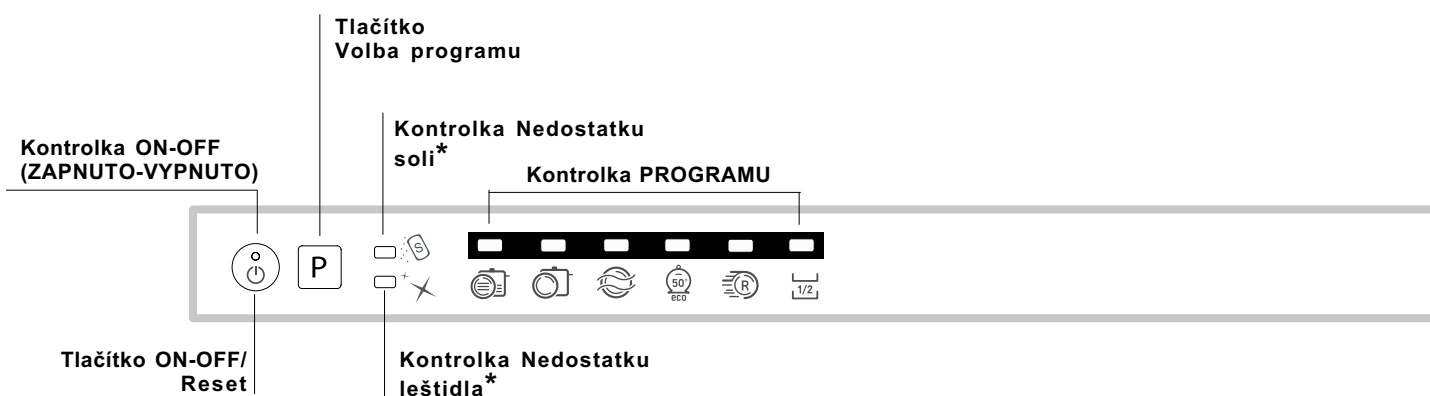 Tlačítko
Volba programu
Kontrolka Nedostatku
soli*
Kontrolka ON-OFF
(ZAPNUTO-VYPNUTO)
Kontrolka PROGRAMU
P
S
50°
eco
R
1/2
Tlačítko ON-OFF/
Reset
Kontrolka Nedostatku
leštidla*